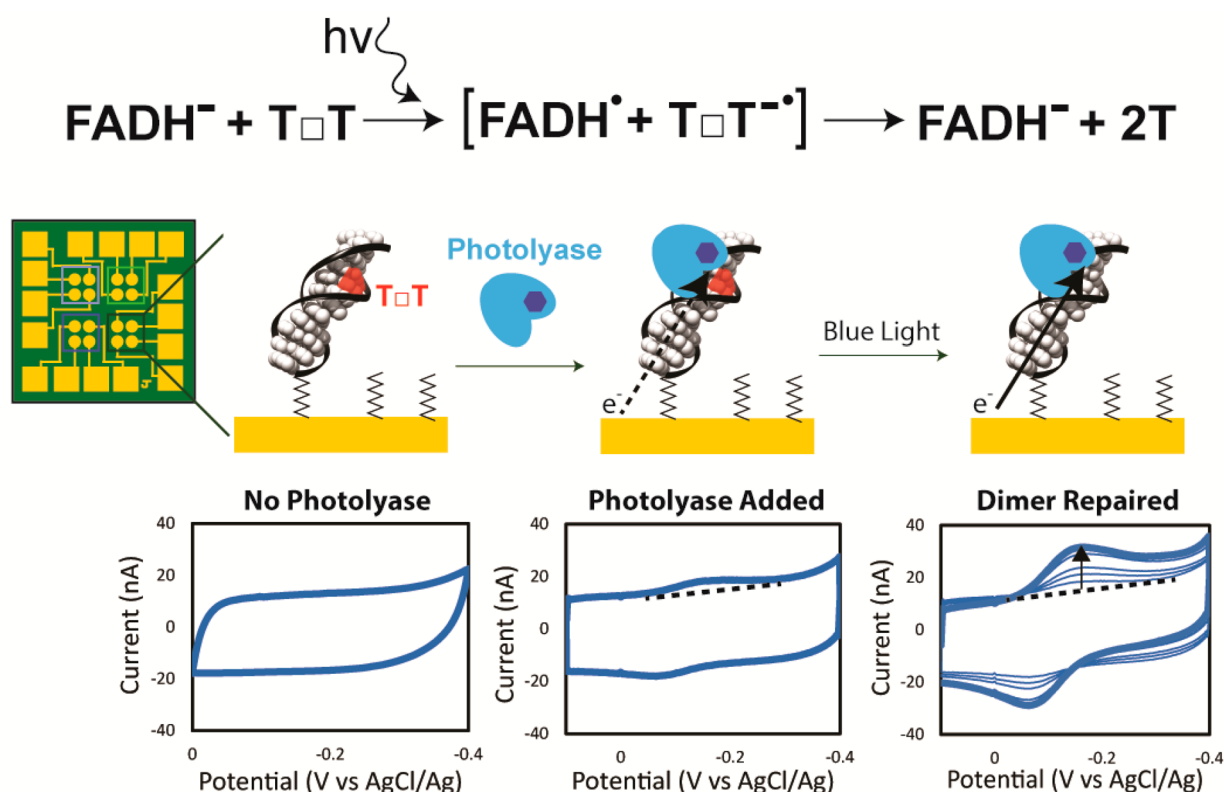 hν
FADH⁻ + T□T → [FADH• + T□T⁻•] → FADH⁻ + 2T
Photolyase
T□T
Blue Light
e⁻
e⁻
No Photolyase
Photolyase Added
Dimer Repaired
Current (nA)
40
20
0
-20
-40
0
-0.2
-0.4
Potential (V vs AgCl/Ag)
Current (nA)
40
20
0
-20
-40
0
-0.2
-0.4
Potential (V vs AgCl/Ag)
Current (nA)
40
20
0
-20
-40
0
-0.2
-0.4
Potential (V vs AgCl/Ag)